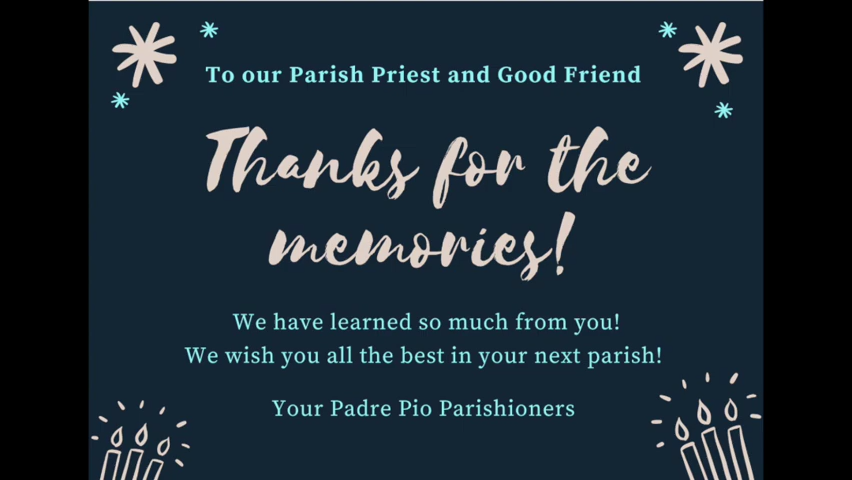 To our Parish Priest and Good Friend
Thanks for the
memories!
We have learned so much from you!
We wish you all the best in your next parish!
Your Padre Pio Parishioners